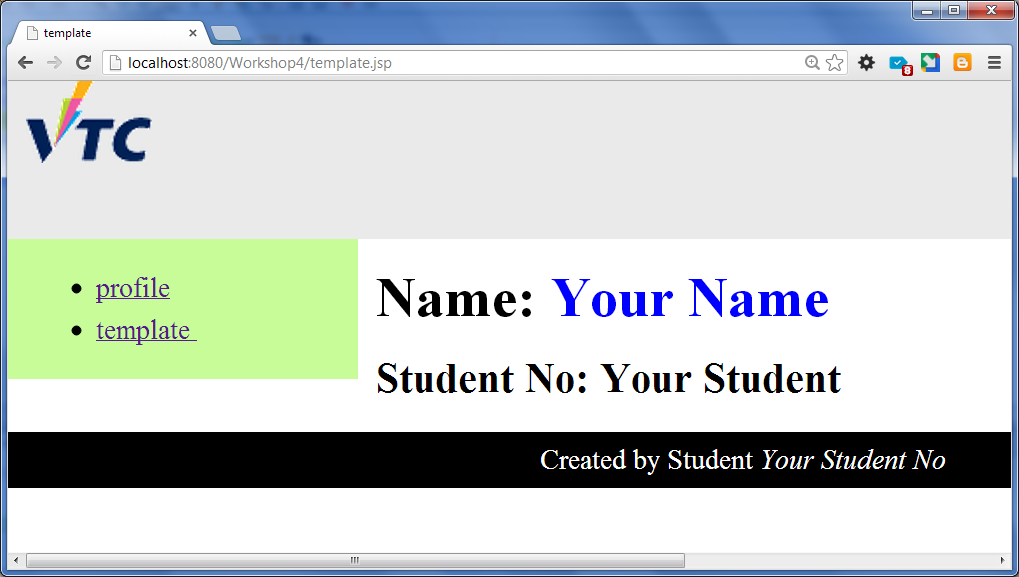 template
localhost:8080/Workshop4/template.jsp
8
VTC
profile
template
Name: Your Name
Student No: Your Student
Created by Student Your Student No